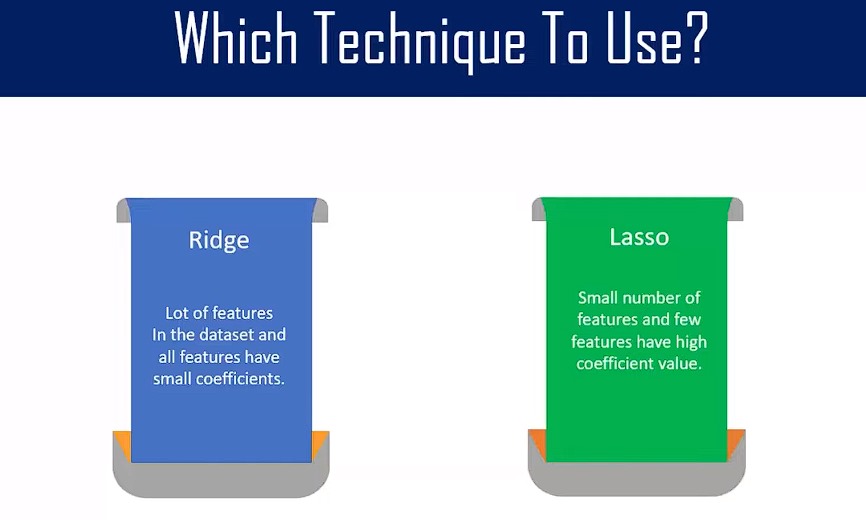 Which Technique To Use?
Ridge
Lot of features
In the dataset and
all features have
small coefficients.
Lasso
Small number of
features and few
features have high
coefficient value.